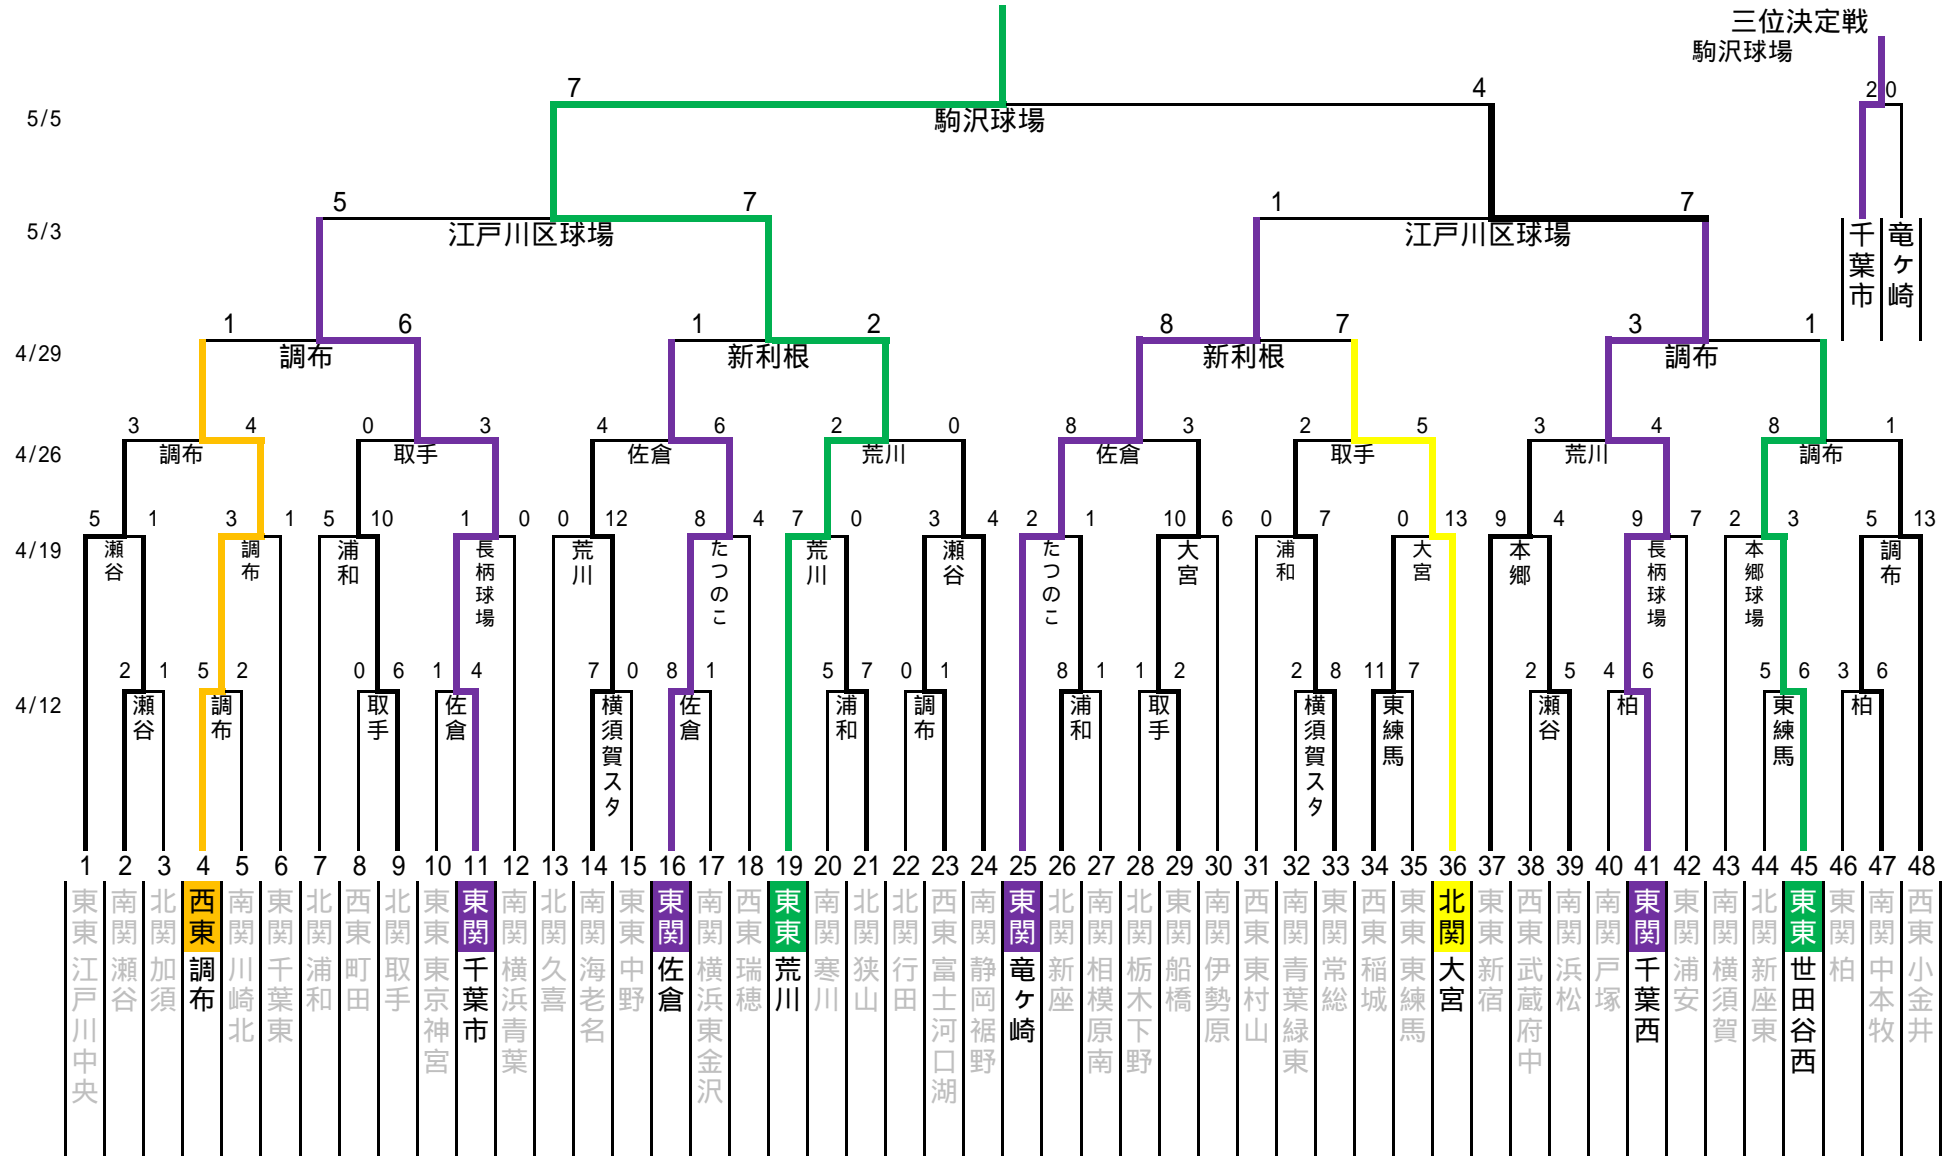 三位決定戦
駒沢球場
7 4 2 0
5/5
駒沢球場
5 7 1 7
5/3
江戸川区球場 江戸川区球場
千葉市 竜ヶ崎
1 6 1 2 8 7 3 1
4/29
調布 新利根 新利根 調布
3 4 0 3 4 6 2 0 8 3 2 5 3 4 8 1
4/26
調布 取手 佐倉 荒川 佐倉 取手 荒川 調布
5 1 3 1 5 10 1 0 0 12 8 4 7 0 3 4 2 1 10 6 0 7 0 13 9 4 9 7 2 3 5 13
4/19
瀬谷 調布 浦和 長柄球場 荒川 たつのこ 荒川 瀬谷 たつのこ 大宮 浦和 大宮 本郷 長柄球場 本郷球場 調布
2 1 5 2 0 6 1 4 7 0 8 1 5 7 0 1 8 1 1 2 2 8 11 7 2 5 4 6 5 6 3 6
4/12
瀬谷 調布 取手 佐倉 横須賀スタ 佐倉 浦和 調布 浦和 取手 横須賀スタ 東練馬 瀬谷 柏 東練馬 柏
1 2 3 4 5 6 7 8 9 10 11 12 13 14 15 16 17 18 19 20 21 22 23 24 25 26 27 28 29 30 31 32 33 34 35 36 37 38 39 40 41 42 43 44 45 46 47 48
東東 南関 北関 西東 南関 東関 北関 西東 北関 東東 東関 南関 北関 南関 東東 東関 南関 西東 東東 南関 北関 北関 西東 南関 東関 北関 南関 北関 東関 南関 西東 南関 東関 西東 東東 北関 東東 西東 南関 南関 東関 東関 南関 北関 東東 東関 南関 西東
江戸川中央 瀬谷 加須 調布 川崎北 千葉東 浦和 町田 取手 東京神宮 千葉市 横浜青葉 久喜 海老名 中野 佐倉 横浜東金沢 瑞穂 荒川 寒川 狭山 行田 富士河口湖 静岡裾野 竜ヶ崎 新座 相模原南 栃木下野 船橋 伊勢原 東村山 青葉緑東 常総 稲城 東練馬 大宮 新宿 武蔵府中 浜松 戸塚 千葉西 浦安 横須賀 新座東 世田谷西 柏 中本牧 小金井